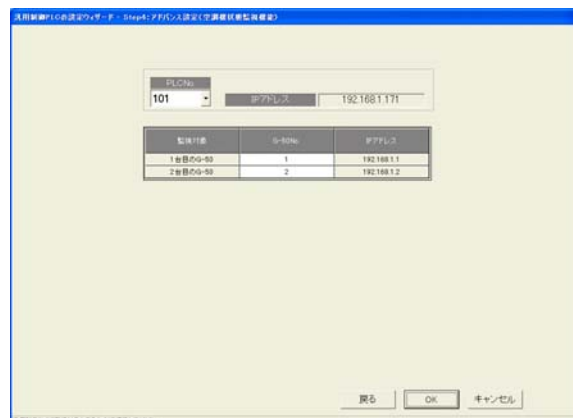 汎用制御PLCの設定ウィザード - Step4:アドバンス設定(空調機状態監視機能)
PLCNo
101 IPアドレス 192.168.1.171
監視対象 G-50No IPアドレス
1台目のG-50 1 192.168.1.1
2台目のG-50 2 192.168.1.2
戻る OK キャンセル